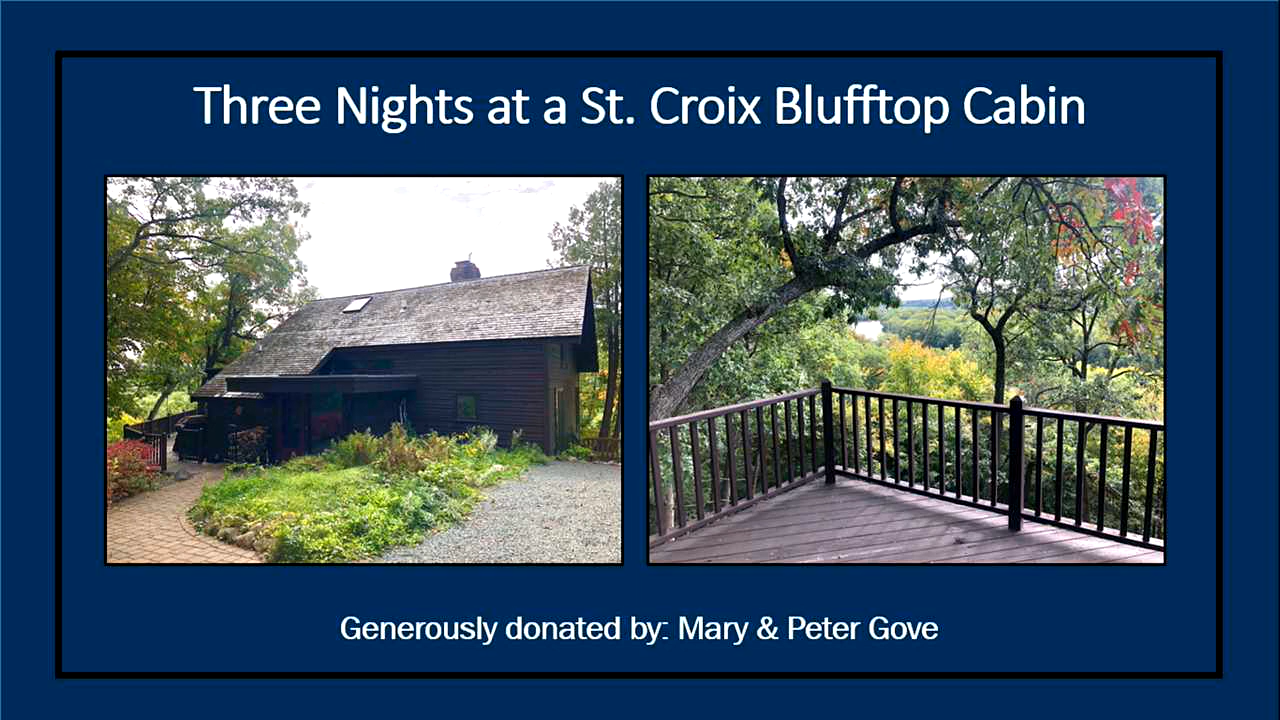 Three Nights at a St. Croix Blufftop Cabin
Generously donated by: Mary & Peter Gove